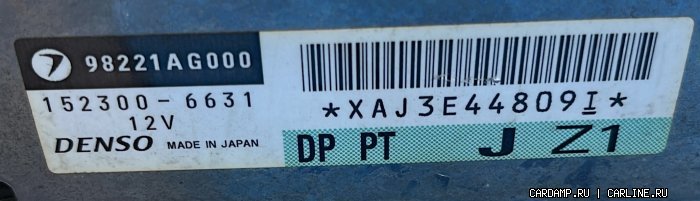 98221AG000
152300-6631
12V
DENSO MADE IN JAPAN
*XAJ3E44809I*
DP PT J Z1
CARDAMP.RU | CARLINE.RU